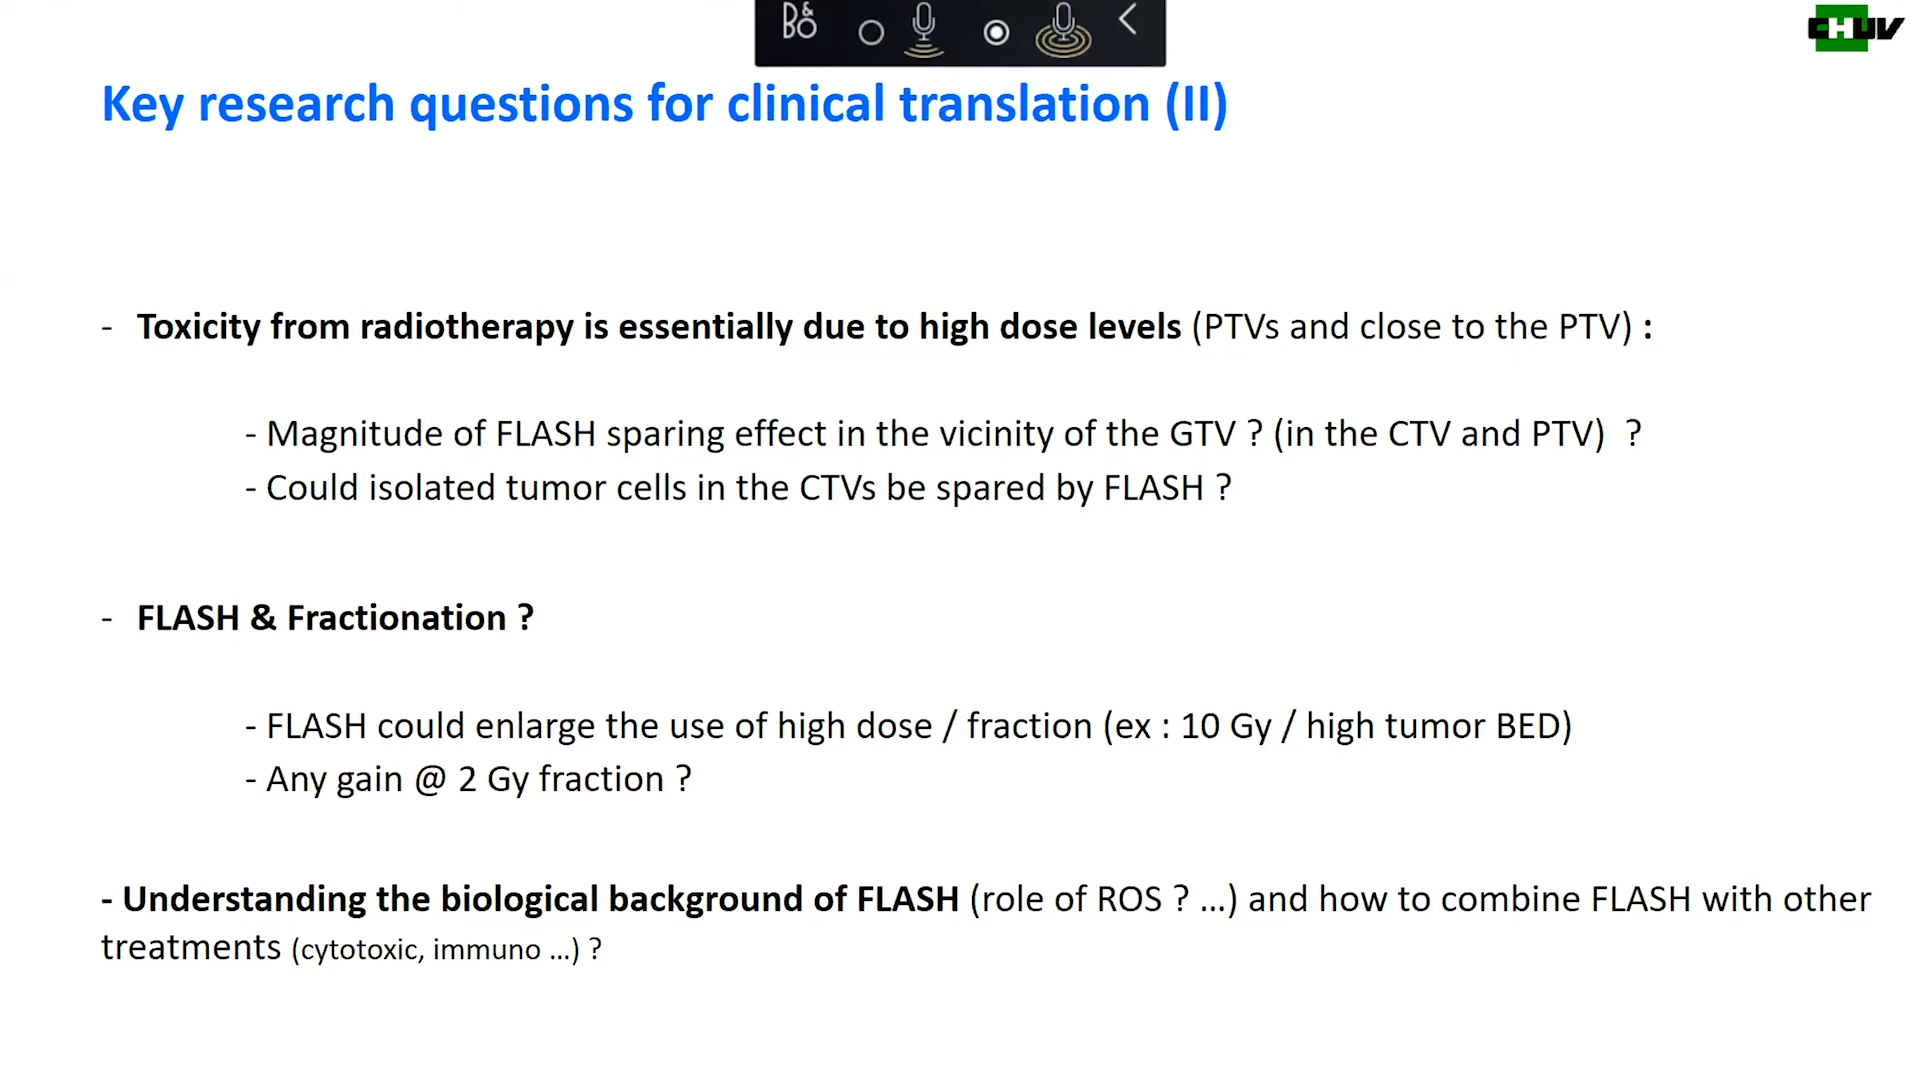 B&O
CHUV
Key research questions for clinical translation (II)
- Toxicity from radiotherapy is essentially due to high dose levels (PTVs and close to the PTV) :
- Magnitude of FLASH sparing effect in the vicinity of the GTV ? (in the CTV and PTV) ?
- Could isolated tumor cells in the CTVs be spared by FLASH ?
- FLASH & Fractionation ?
- FLASH could enlarge the use of high dose / fraction (ex : 10 Gy / high tumor BED)
- Any gain @ 2 Gy fraction ?
- Understanding the biological background of FLASH (role of ROS ? ...) and how to combine FLASH with other
treatments (cytotoxic, immuno ...) ?